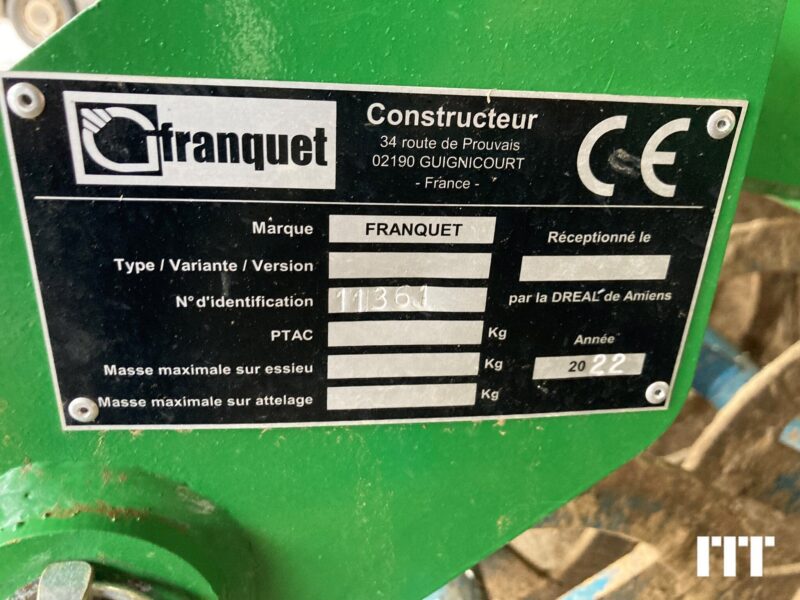 franquet
Constructeur
34 route de Prouvais
02190 GUIGNICOURT
- France -
CE
Marque FRANQUET
Réceptionné le
Type / Variante / Version
N° d'identification 11361
par la DREAL de Amiens
PTAC Kg
Année
Masse maximale sur essieu Kg
2022
Masse maximale sur attelage Kg
ITT